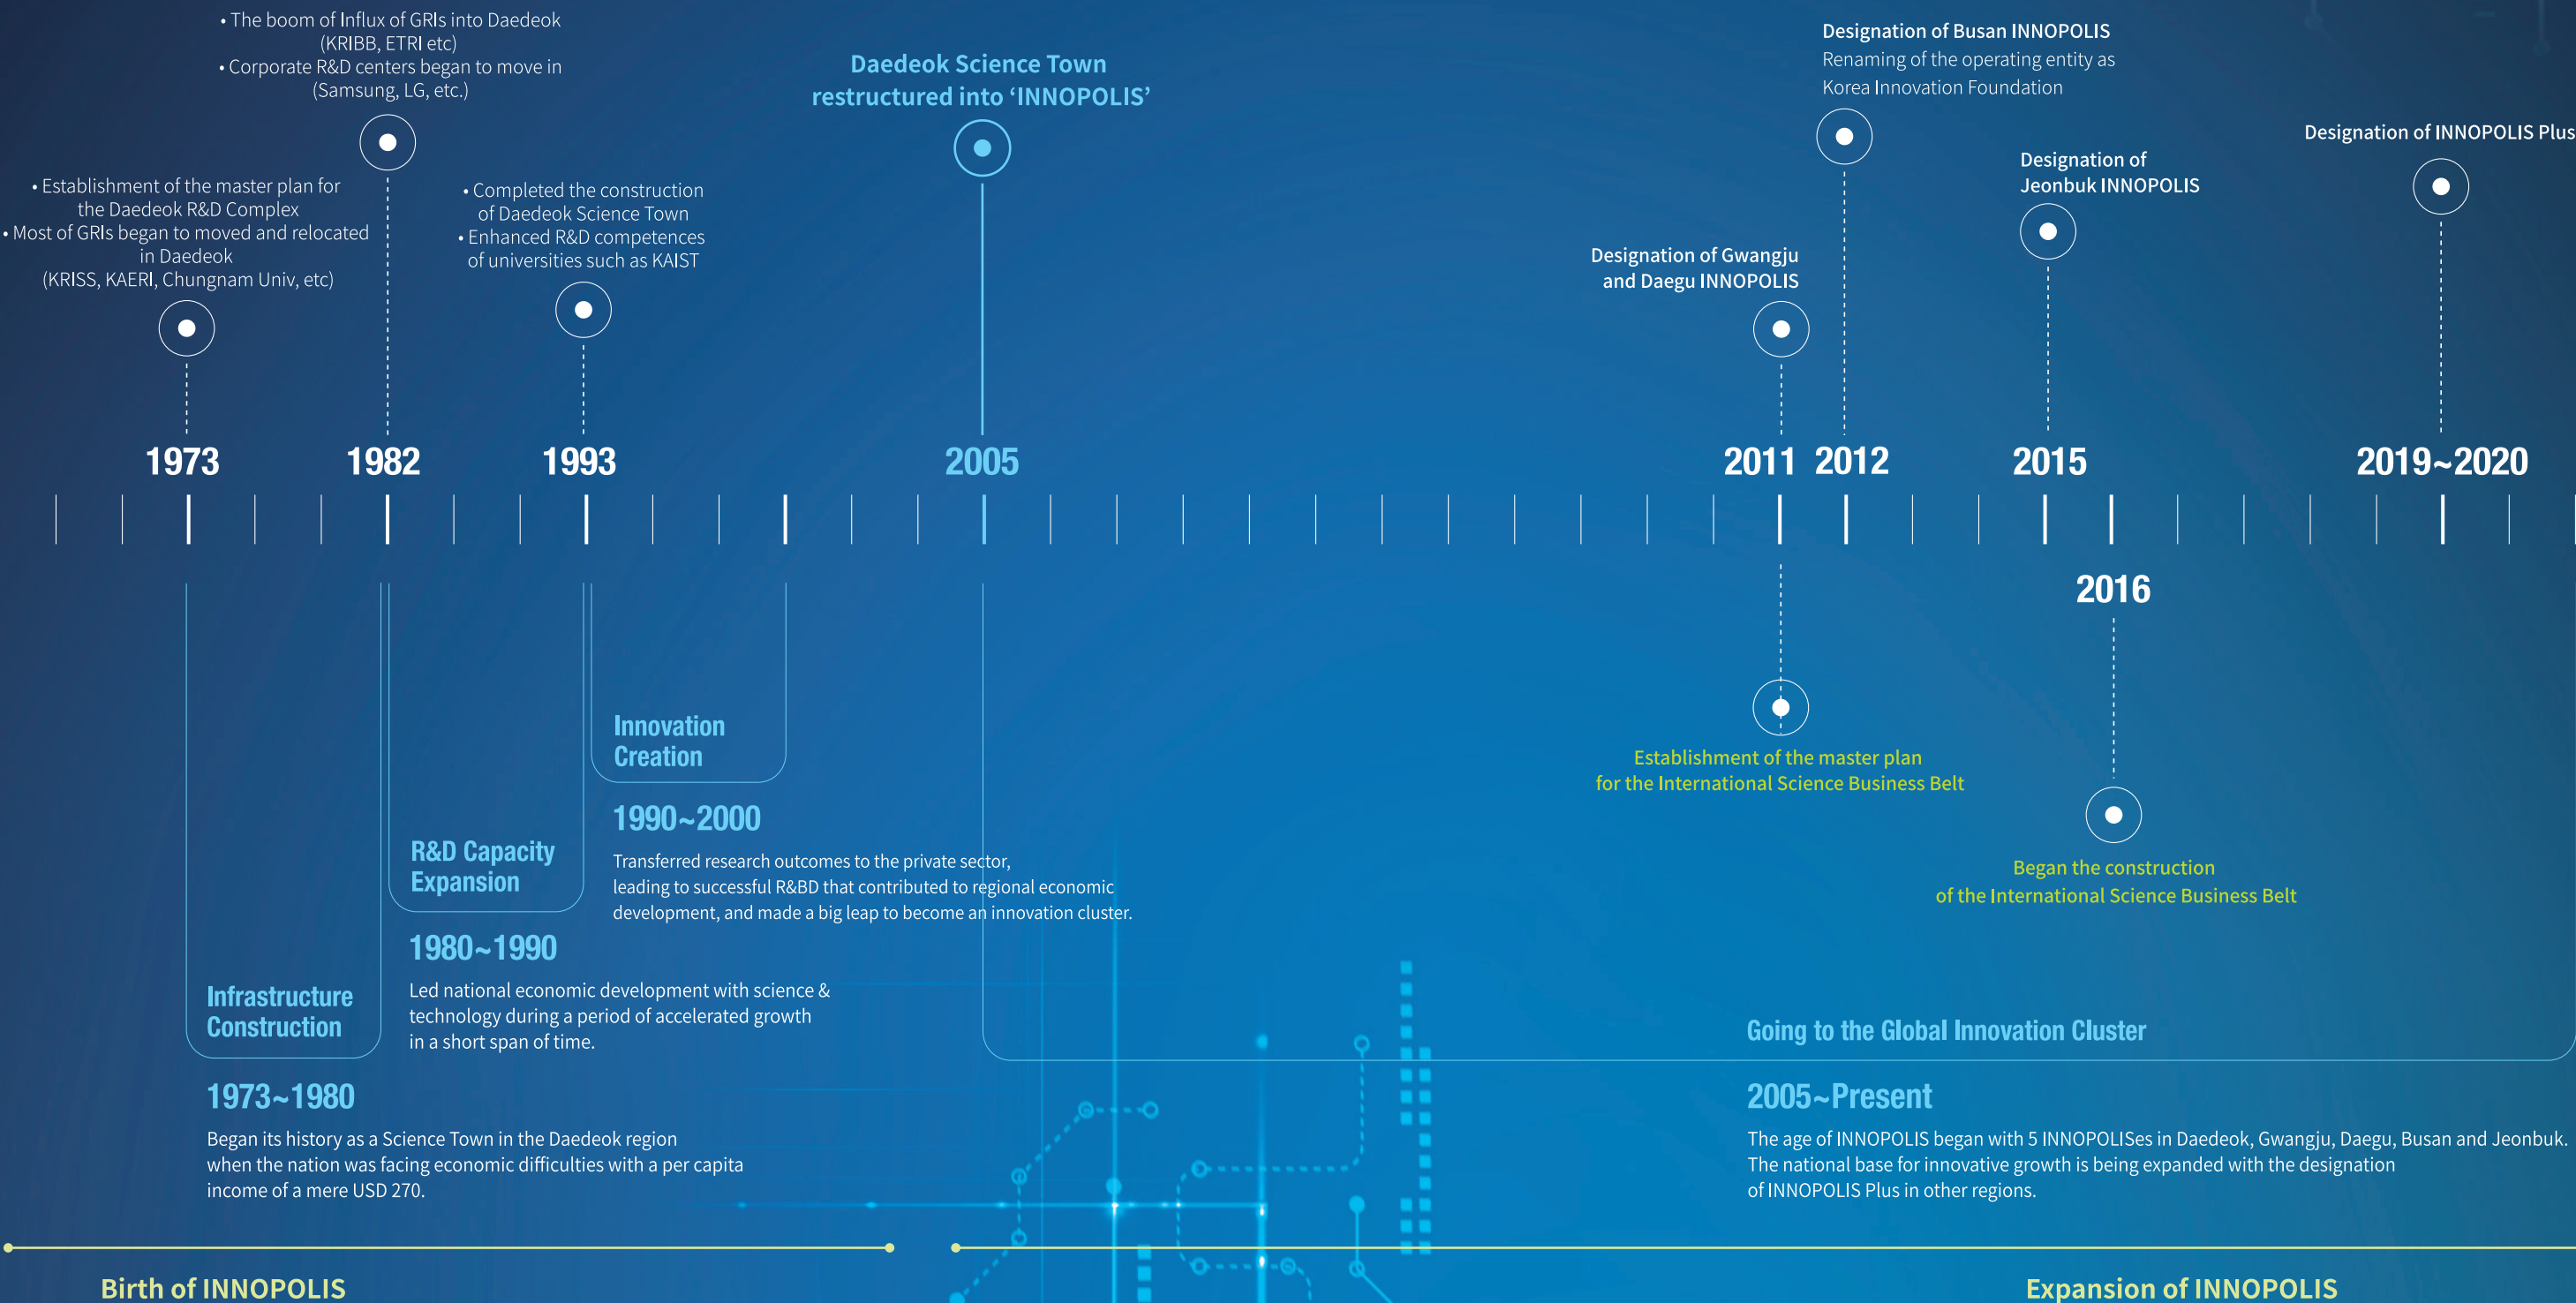 • The boom of Influx of GRIs into Daedeok
(KRIBB, ETRI etc)
• Corporate R&D centers began to move in
(Samsung, LG, etc.)
• Establishment of the master plan for
the Daedeok R&D Complex
• Most of GRIs began to moved and relocated
in Daedeok
(KRISS, KAERI, Chungnam Univ, etc)
• Completed the construction
of Daedeok Science Town
• Enhanced R&D competences
of universities such as KAIST
Daedeok Science Town
restructured into ‘INNOPOLIS’
Designation of Gwangju
and Daegu INNOPOLIS
Designation of Busan INNOPOLIS
Renaming of the operating entity as
Korea Innovation Foundation
Designation of
Jeonbuk INNOPOLIS
Designation of INNOPOLIS Plus
1973
1982
1993
2005
2011
2012
2015
2019~2020
2016
Innovation
Creation
1990~2000
Transferred research outcomes to the private sector,
leading to successful R&BD that contributed to regional economic
development, and made a big leap to become an innovation cluster.
R&D Capacity
Expansion
1980~1990
Led national economic development with science &
technology during a period of accelerated growth
in a short span of time.
Infrastructure
Construction
1973~1980
Began its history as a Science Town in the Daedeok region
when the nation was facing economic difficulties with a per capita
income of a mere USD 270.
Establishment of the master plan
for the International Science Business Belt
Began the construction
of the International Science Business Belt
Going to the Global Innovation Cluster
2005~Present
The age of INNOPOLIS began with 5 INNOPOLISes in Daedeok, Gwangju, Daegu, Busan and Jeonbuk.
The national base for innovative growth is being expanded with the designation
of INNOPOLIS Plus in other regions.
Birth of INNOPOLIS
Expansion of INNOPOLIS